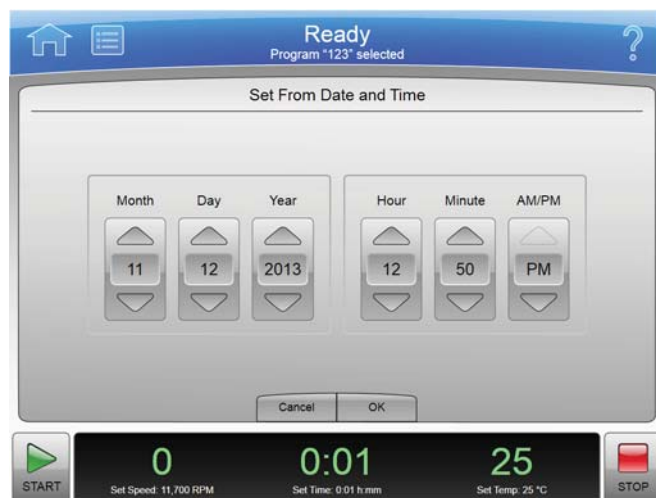 Ready
Program "123" selected
?
Set From Date and Time
Month Day Year Hour Minute AM/PM
11 12 2013 12 50 PM
Cancel OK
0 0:01 25
START Set Speed: 11,700 RPM Set Time: 0:01 h:mm Set Temp: 25 °C STOP